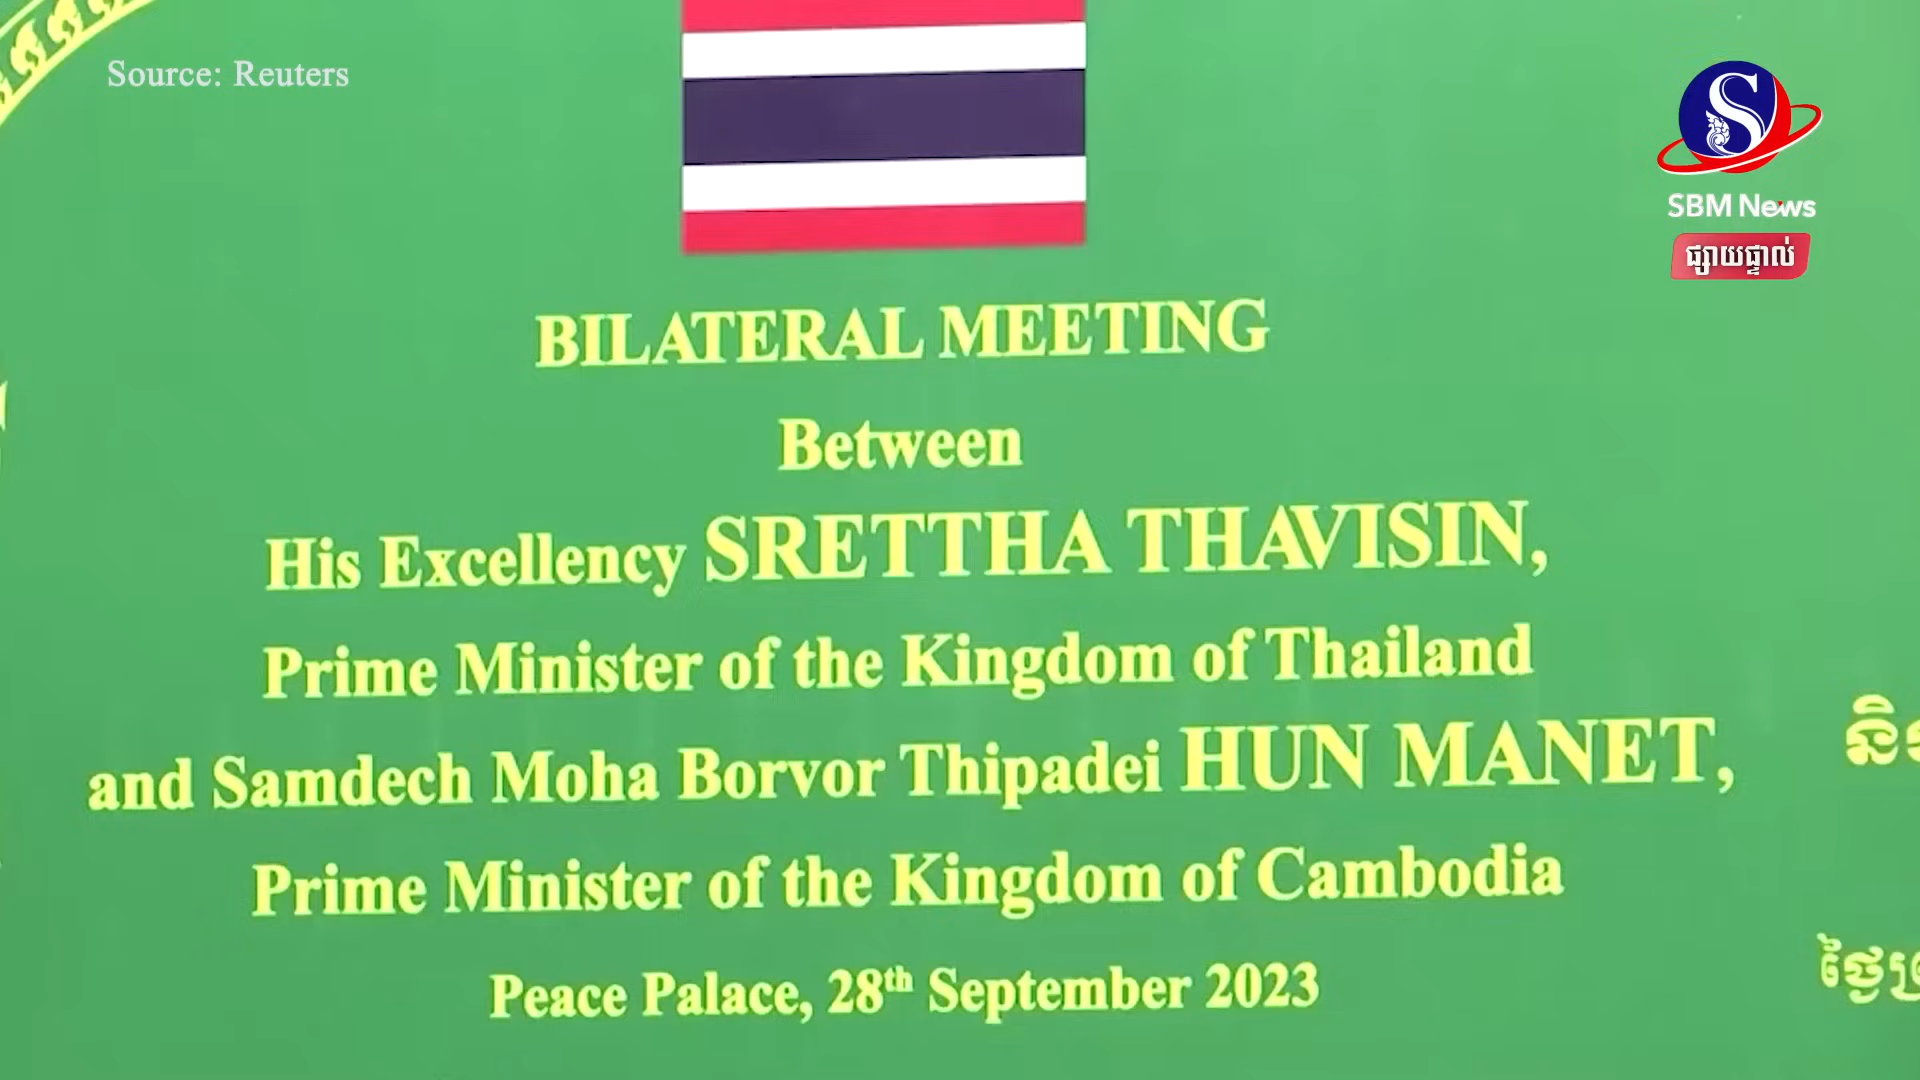 Source: Reuters
S
SBM News
ផ្សាយផ្ទាល់
BILATERAL MEETING
Between
His Excellency SRETTHA THAVISIN,
Prime Minister of the Kingdom of Thailand
and Samdech Moha Borvor Thipadei HUN MANET,
Prime Minister of the Kingdom of Cambodia
Peace Palace, 28th September 2023